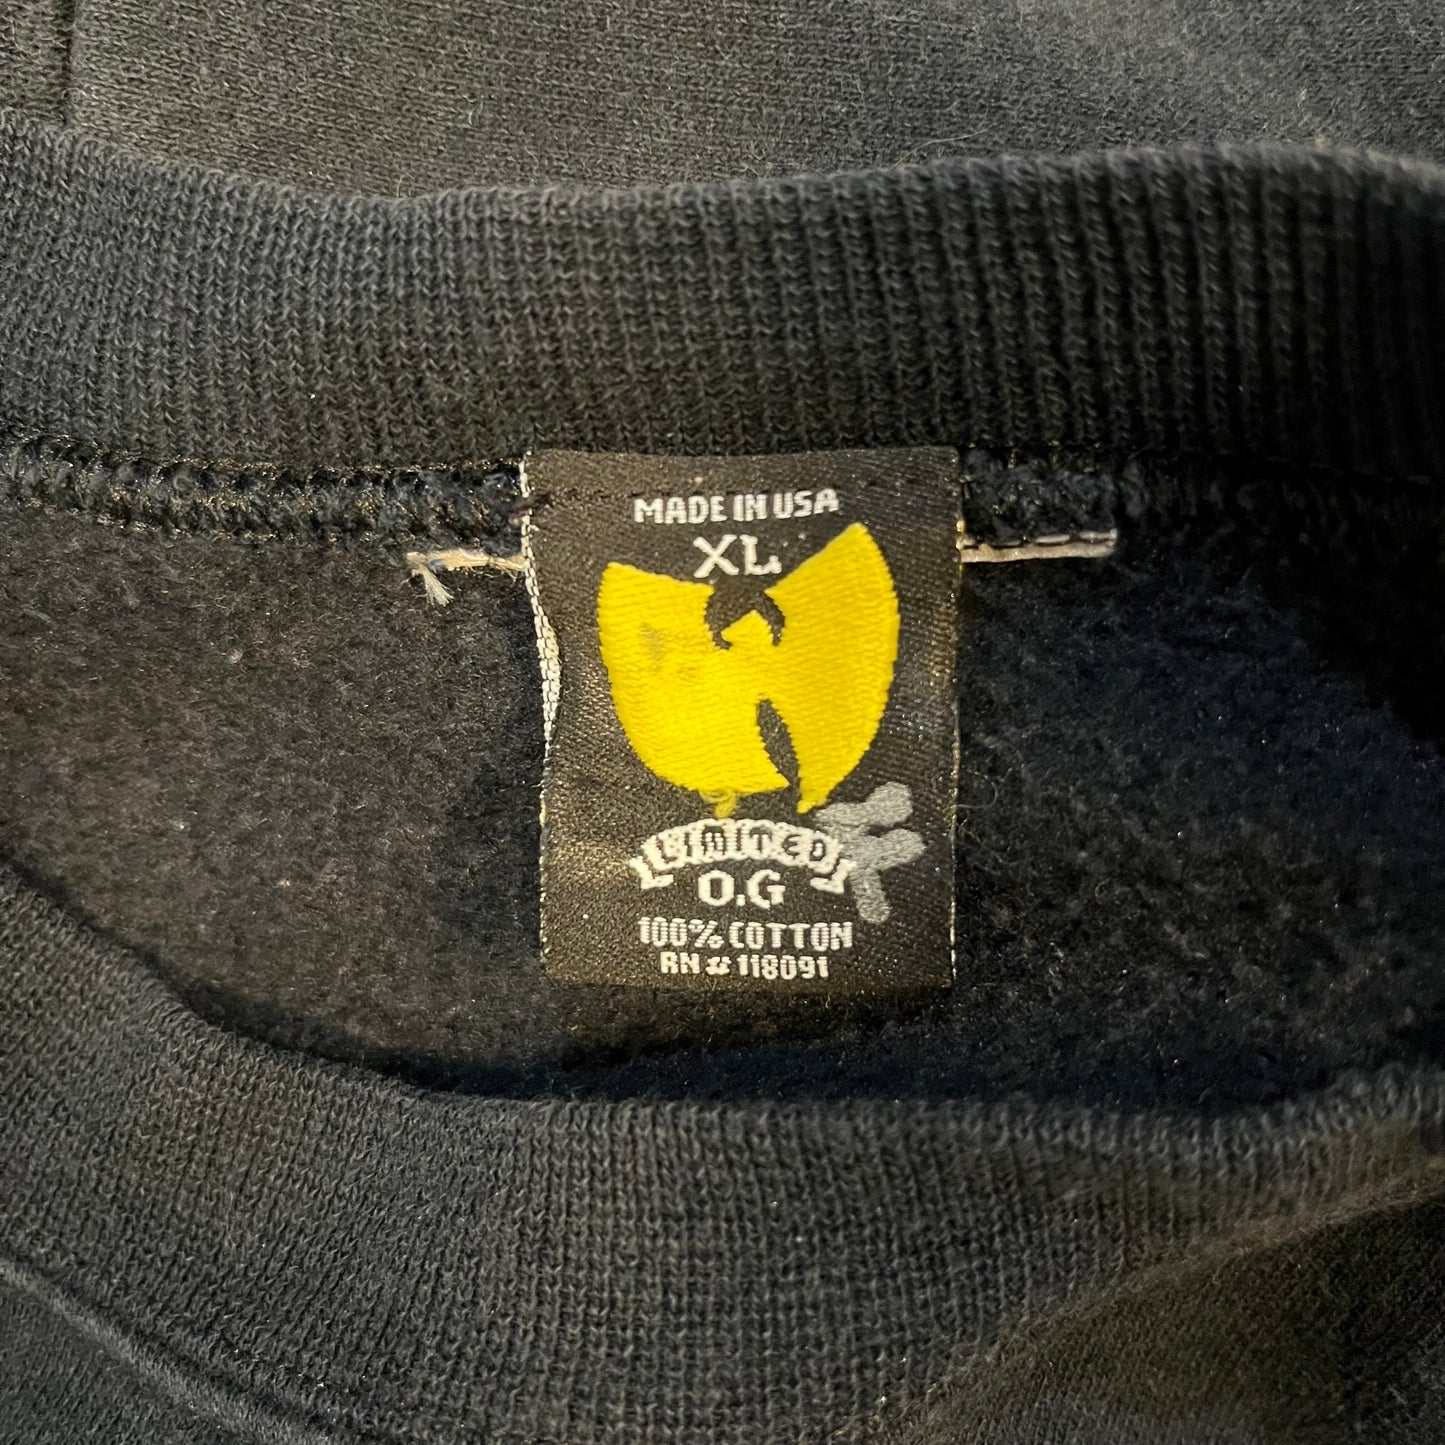 MADE IN USA
XL
LIMITED
O.G
100% COTTON
RN # 118091